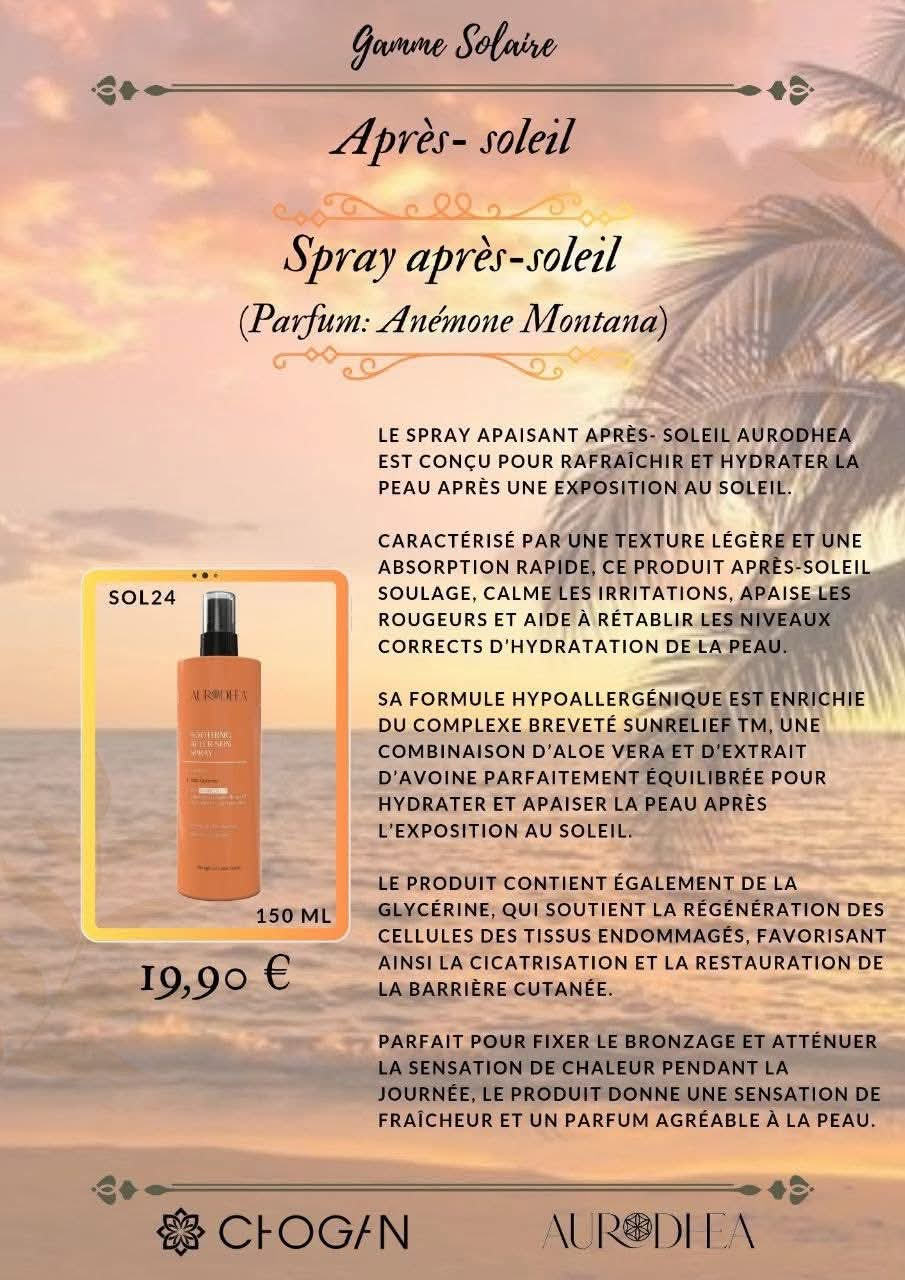 Gamme Solaire
Après- soleil
Spray après-soleil
(Parfum: Anémone Montana)
LE SPRAY APAISANT APRÈS- SOLEIL AURODHEA
EST CONÇU POUR RAFRAÎCHIR ET HYDRATER LA
PEAU APRÈS UNE EXPOSITION AU SOLEIL.
CARACTÉRISÉ PAR UNE TEXTURE LÉGÈRE ET UNE
ABSORPTION RAPIDE, CE PRODUIT APRÈS-SOLEIL
SOULAGE, CALME LES IRRITATIONS, APAISE LES
ROUGEURS ET AIDE À RÉTABLIR LES NIVEAUX
CORRECTS D'HYDRATATION DE LA PEAU.
SA FORMULE HYPOALLERGÉNIQUE EST ENRICHIE
DU COMPLEXE BREVETÉ SUNRELIEF TM, UNE
COMBINAISON D'ALOE VERA ET D'EXTRAIT
D'AVOINE PARFAITEMENT ÉQUILIBRÉE POUR
HYDRATER ET APAISER LA PEAU APRÈS
L'EXPOSITION AU SOLEIL.
LE PRODUIT CONTIENT ÉGALEMENT DE LA
GLYCÉRINE, QUI SOUTIENT LA RÉGÉNÉRATION DES
CELLULES DES TISSUS ENDOMMAGÉS, FAVORISANT
AINSI LA CICATRISATION ET LA RESTAURATION DE
LA BARRIÈRE CUTANÉE.
PARFAIT POUR FIXER LE BRONZAGE ET ATTÉNUER
LA SENSATION DE CHALEUR PENDANT LA
JOURNÉE, LE PRODUIT DONNE UNE SENSATION DE
FRAÎCHEUR ET UN PARFUM AGRÉABLE À LA PEAU.
SOL24
AURODHEA
SOOTHING
AFTER SUN
SPRAY
150 ML
19,90 €
CHOGAN
AURODHEA